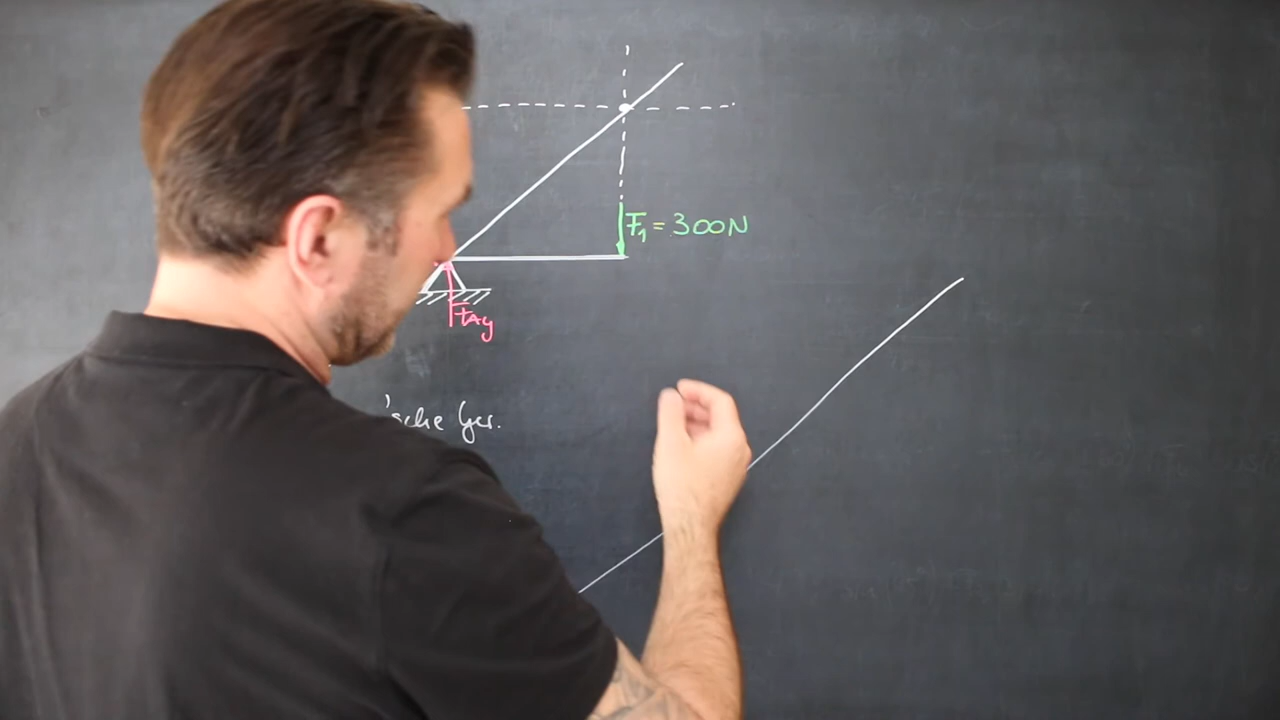 F₁ = 300N
FAy
'sche Ges.